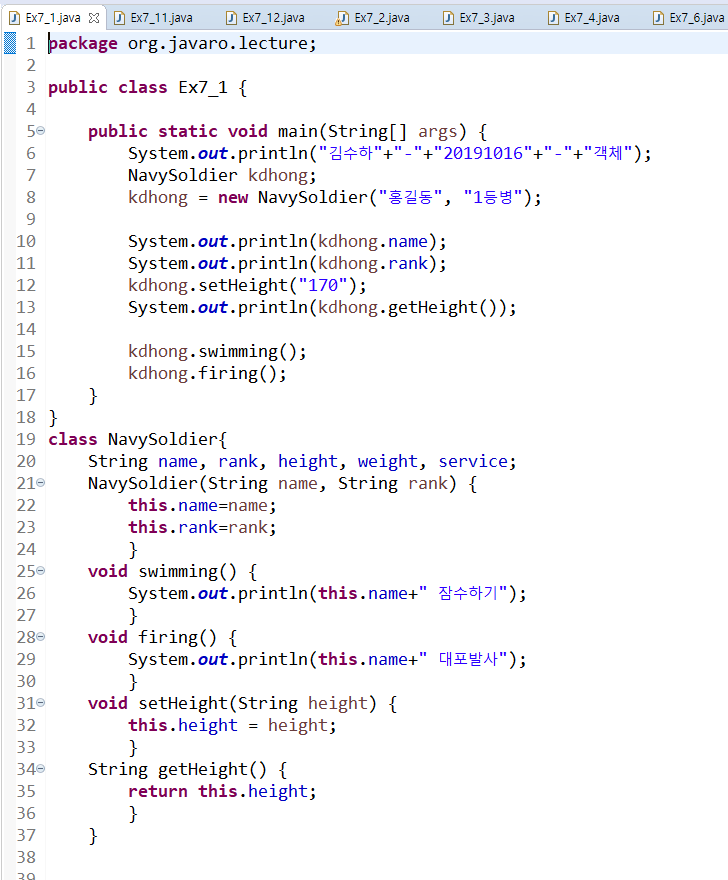 Ex7_1.java Ex7_11.java Ex7_12.java Ex7_2.java Ex7_3.java Ex7_4.java Ex7_6.java
1 package org.javaro.lecture;
2
3 public class Ex7_1 {
4
5 public static void main(String[] args) {
6 System.out.println("김수하"+"-"+"20191016"+"-"+"객체");
7 NavySoldier kdhong;
8 kdhong = new NavySoldier("홍길동", "1등병");
9
10 System.out.println(kdhong.name);
11 System.out.println(kdhong.rank);
12 kdhong.setHeight("170");
13 System.out.println(kdhong.getHeight());
14
15 kdhong.swimming();
16 kdhong.firing();
17 }
18 }
19 class NavySoldier{
20 String name, rank, height, weight, service;
21 NavySoldier(String name, String rank) {
22 this.name=name;
23 this.rank=rank;
24 }
25 void swimming() {
26 System.out.println(this.name+" 잠수하기");
27 }
28 void firing() {
29 System.out.println(this.name+" 대포발사");
30 }
31 void setHeight(String height) {
32 this.height = height;
33 }
34 String getHeight() {
35 return this.height;
36 }
37 }
38
39